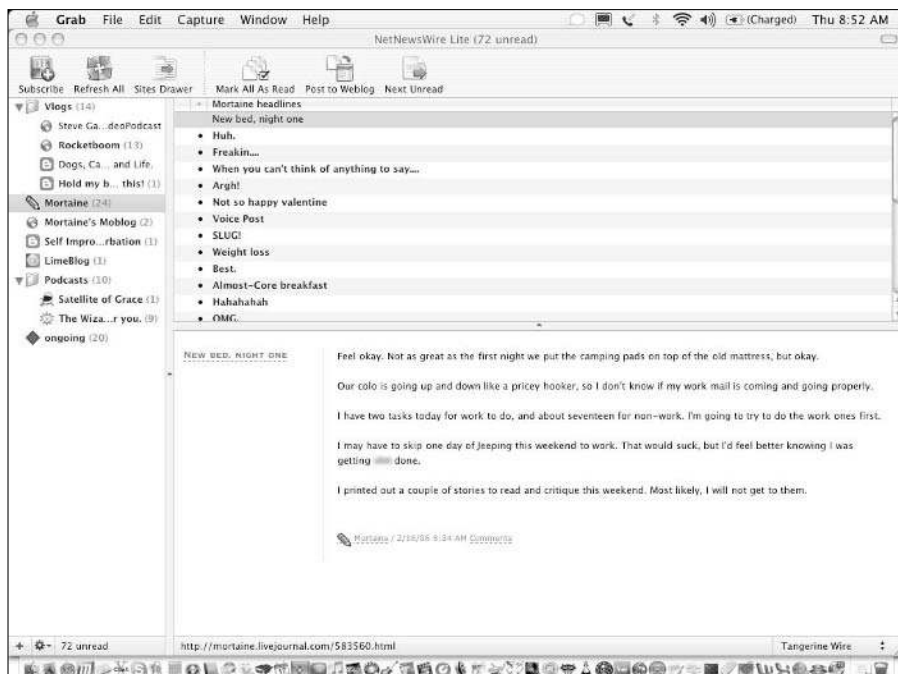 Grab File Edit Capture Window Help (Charged) Thu 8:52 AM
NetNewsWire Lite (72 unread)
Subscribe Refresh All Sites Drawer Mark All As Read Post to Weblog Next Unread
Vlogs (14)
Steve Ga...deoPodcast
Rocketboom (13)
Dogs, Ca... and Life.
Hold my b... this! (1)
Mortaine (24)
Mortaine's Moblog (2)
Self Impro...rbation (1)
LimeBlog (1)
Podcasts (10)
Satellite of Grace (1)
The Wiza...r you. (9)
ongoing (20)
Mortaine headlines
New bed, night one
Huh.
Freakin....
When you can't think of anything to say....
Argh!
Not so happy valentine
Voice Post
SLUG!
Weight loss
Best.
Almost-Core breakfast
Hahahahah
OMG.
NEW BED, NIGHT ONE
Feel okay. Not as great as the first night we put the camping pads on top of the old mattress, but okay.
Our colo is going up and down like a pricey hooker, so I don't know if my work mail is coming and going properly.
I have two tasks today for work to do, and about seventeen for non-work. I'm going to try to do the work ones first.
I may have to skip one day of Jeeping this weekend to work. That would suck, but I'd feel better knowing I was
getting done.
I printed out a couple of stories to read and critique this weekend. Most likely, I will not get to them.
Mortaine / 2/16/06 AM Comments
72 unread http://mortaine.livejournal.com/583560.html Tangerine Wire